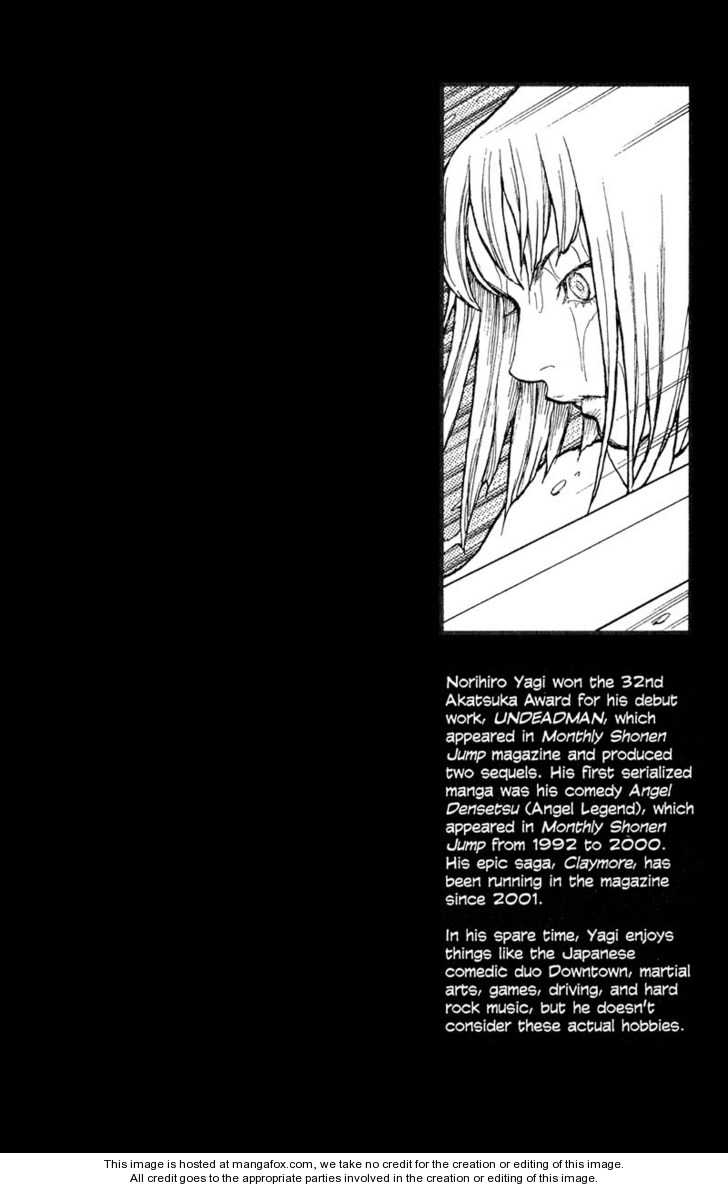 Norihiro Yagi won the 32nd
Akatsuka Award for his debut
work, UNDEADMAN, which
appeared in Monthly Shonen
Jump magazine and produced
two sequels. His first serialized
manga was his comedy Angel
Densetsu (Angel Legend), which
appeared in Monthly Shonen
Jump from 1992 to 2000.
His epic saga, Claymore, has
been running in the magazine
since 2001.
In his spare time, Yagi enjoys
things like the Japanese
comedic duo Downtown, martial
arts, games, driving, and hard
rock music, but he doesn't
consider these actual hobbies.
This image is hosted at mangafox.com, we take no credit for the creation or editing of this image.
All credit goes to the appropriate parties involved in the creation or editing of this image.